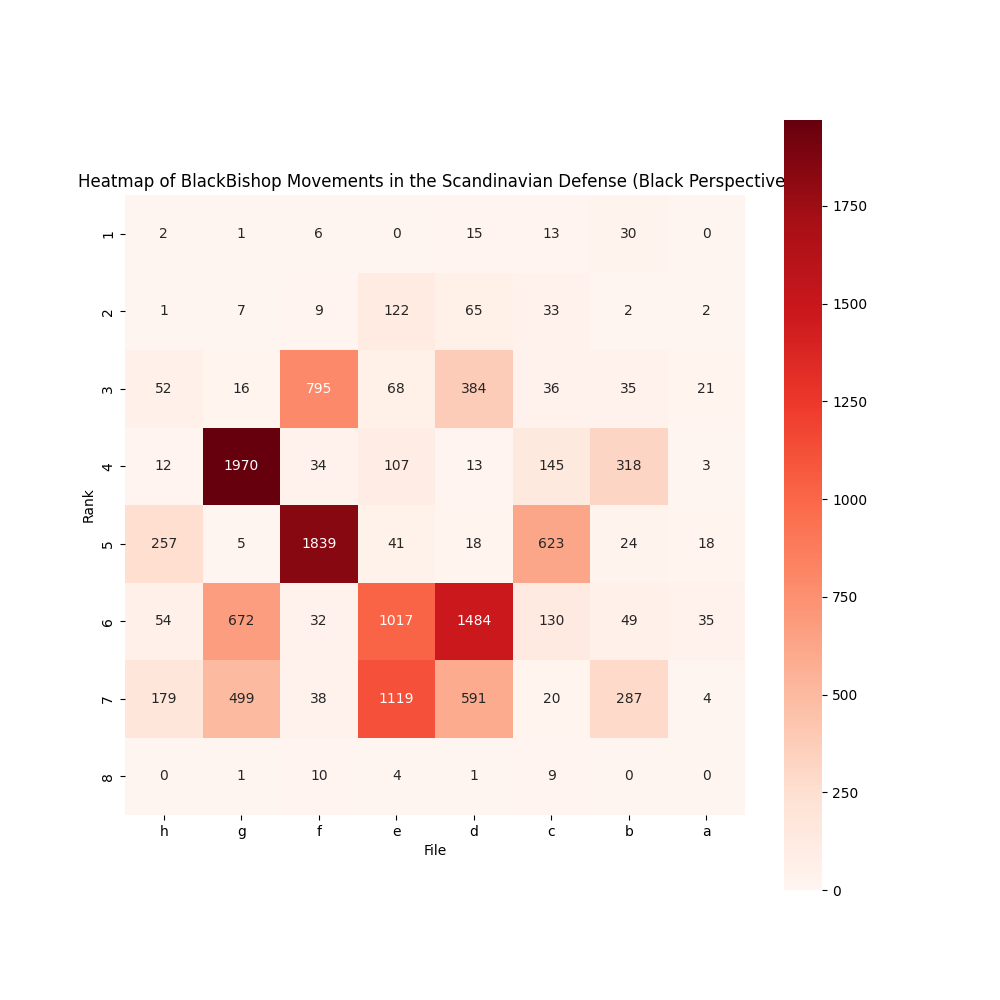 Heatmap of BlackBishop Movements in the Scandinavian Defense (Black Perspective
1 2 1 6 0 15 13 30 0
2 1 7 9 122 65 33 2 2
3 52 16 795 68 384 36 35 21
4 12 1970 34 107 13 145 318 3
5 257 5 1839 41 18 623 24 18
6 54 672 32 1017 1484 130 49 35
7 179 499 38 1119 591 20 287 4
8 0 1 10 4 1 9 0 0
h g f e d c b a
File
Rank
1750
1500
1250
1000
750
500
250
0